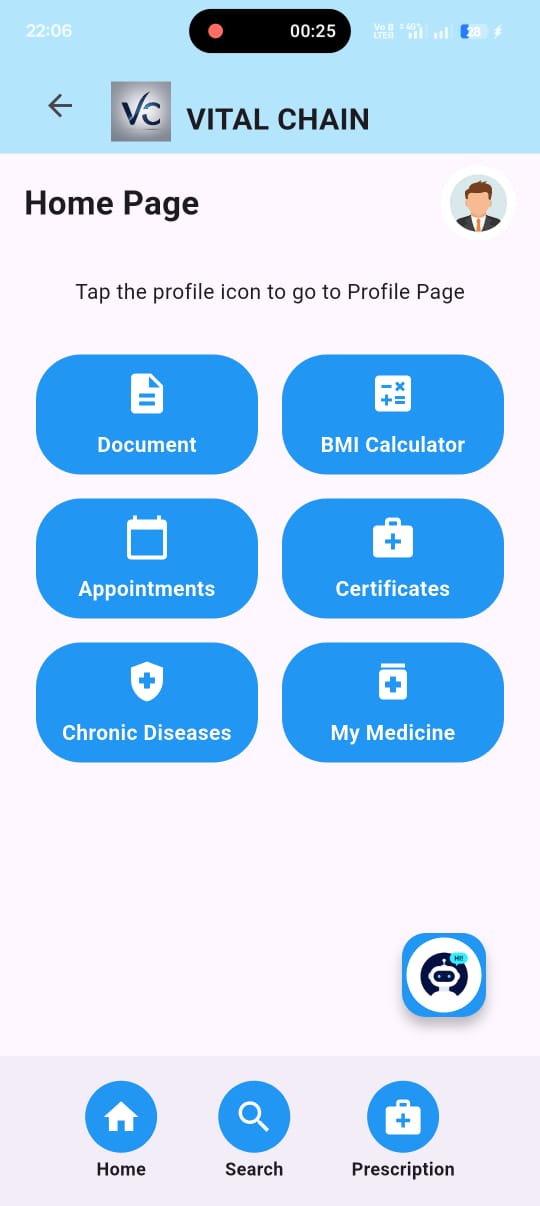 22:06
00:25
Vo 8 LTE 4G 28
VC
VITAL CHAIN
Home Page
Tap the profile icon to go to Profile Page
Document
BMI Calculator
Appointments
Certificates
Chronic Diseases
My Medicine
HI!
Home
Search
Prescription